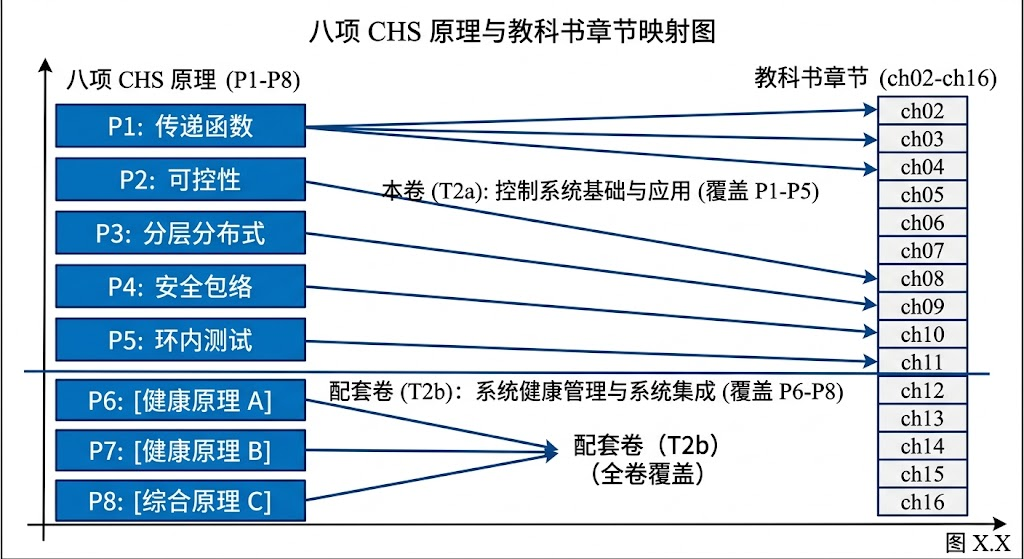 八项 CHS 原理与教科书章节映射图
八项 CHS 原理 (P1-P8)
教科书章节 (ch02-ch16)
P1: 传递函数
P2: 可控性
P3: 分层分布式
P4: 安全包络
P5: 环内测试
P6: [健康原理 A]
P7: [健康原理 B]
P8: [综合原理 C]
本卷 (T2a): 控制系统基础与应用 (覆盖 P1-P5)
配套卷 (T2b)：系统健康管理与系统集成 (覆盖 P6-P8)
配套卷（T2b）
（全卷覆盖）
ch02
ch03
ch04
ch05
ch06
ch07
ch08
ch09
ch10
ch11
ch12
ch13
ch14
ch15
ch16
图 X.X